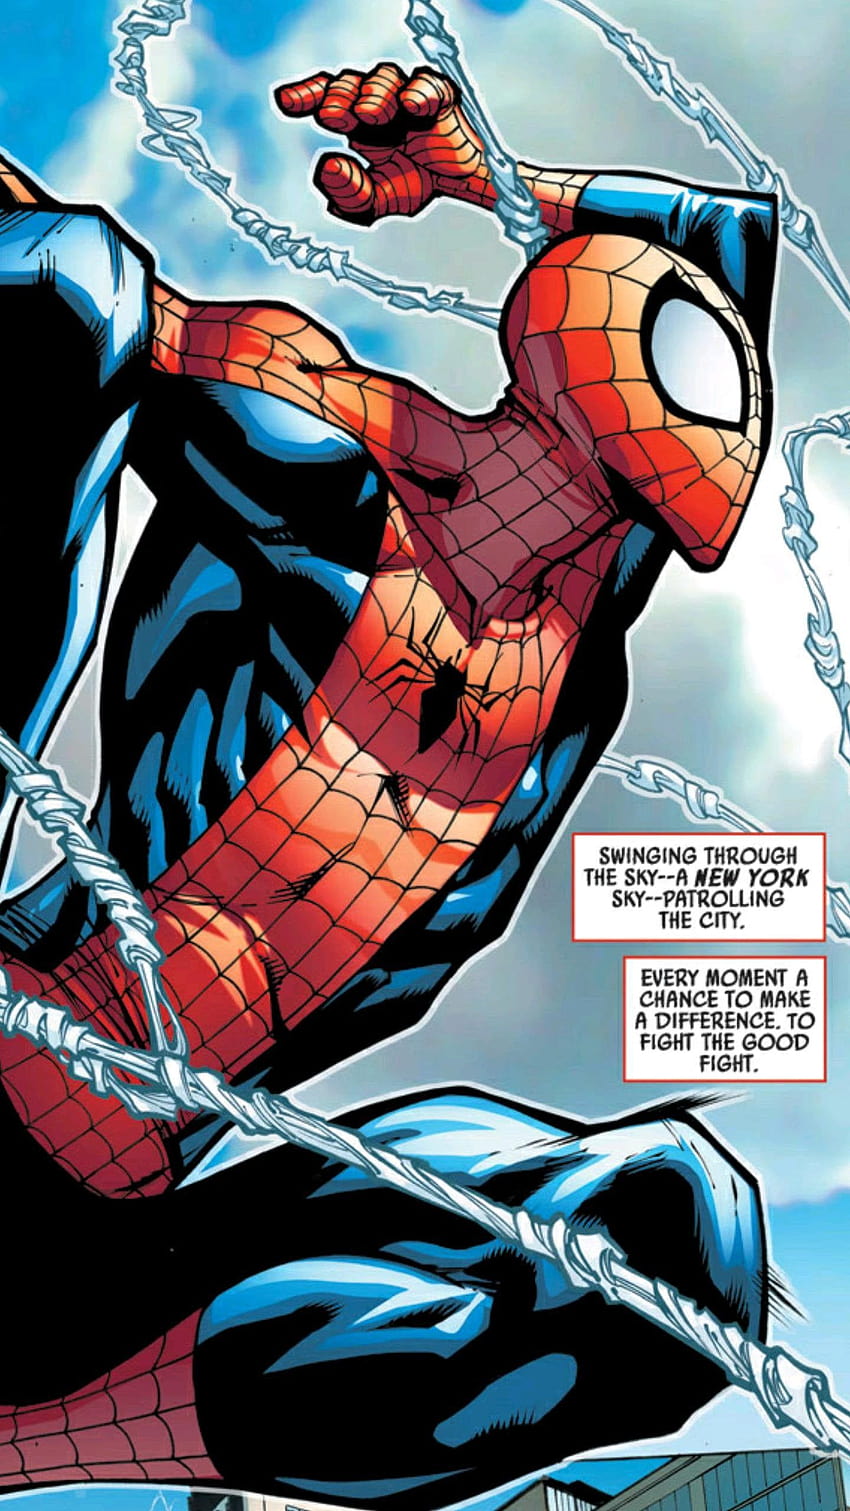 SWINGING THROUGH
THE SKY--A NEW YORK
SKY--PATROLLING
THE CITY.
EVERY MOMENT A
CHANCE TO MAKE
A DIFFERENCE. TO
FIGHT THE GOOD
FIGHT.